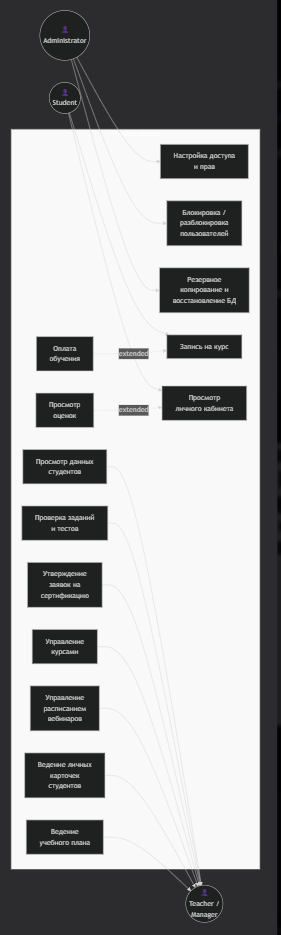 Administrator
Student
Настройка доступа
и прав
Блокировка /
разблокировка
пользователей
Резервное
копирование и
восстановление БД
Оплата
обучения
extended
Запись на курс
Просмотр
оценок
extended
Просмотр
личного кабинета
Просмотр данных
студентов
Проверка заданий
и тестов
Утверждение
заявок на
сертификацию
Управление
курсами
Управление
расписанием
вебинаров
Ведение личных
карточек
студентов
Ведение
учебного плана
Teacher /
Manager